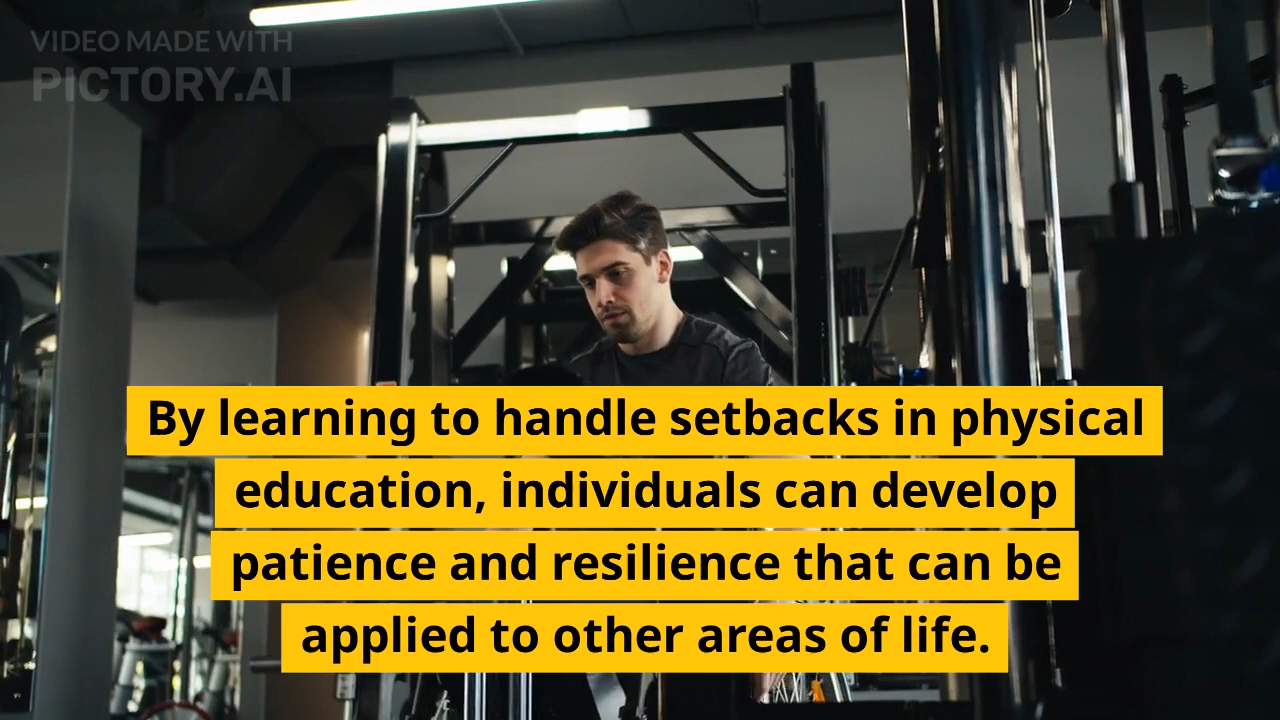 VIDEO MADE WITH
PICTORY.AI
By learning to handle setbacks in physical
education, individuals can develop
patience and resilience that can be
applied to other areas of life.